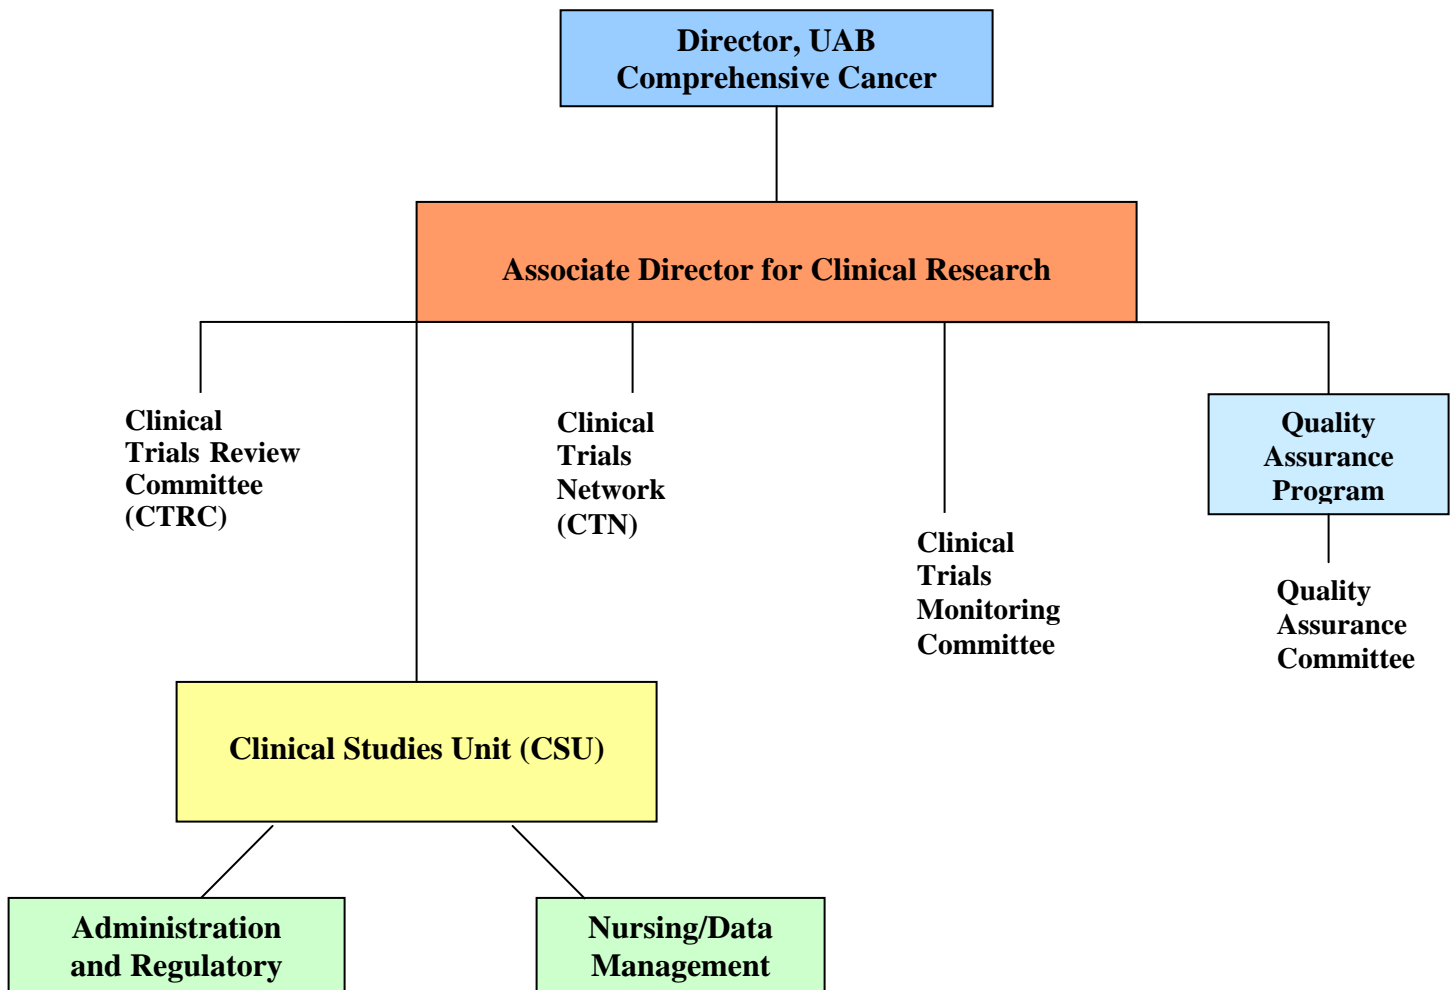 Director, UAB
Comprehensive Cancer
Associate Director for Clinical Research
Clinical
Trials Review
Committee
(CTRC)
Clinical
Trials
Network
(CTN)
Clinical
Trials
Monitoring
Committee
Quality
Assurance
Program
Quality
Assurance
Committee
Clinical Studies Unit (CSU)
Administration
and Regulatory
Nursing/Data
Management